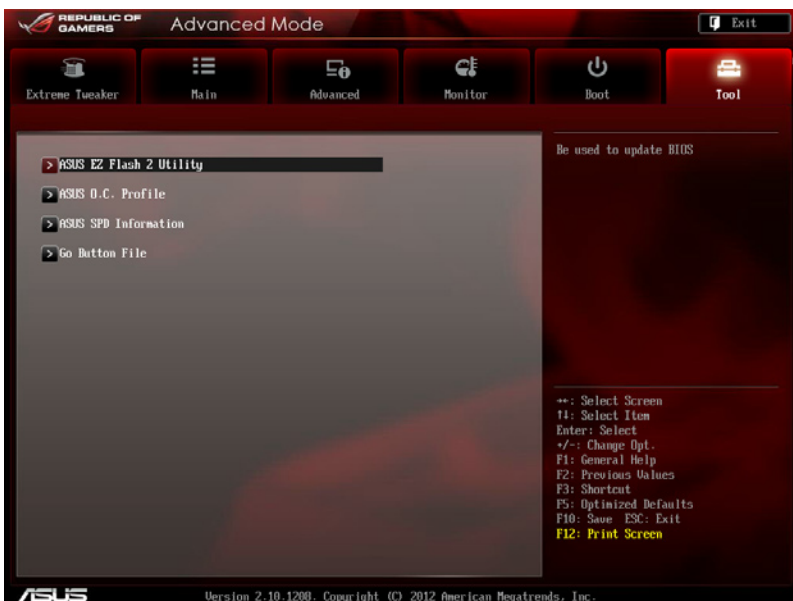 REPUBLIC OF
GAMERS
Advanced Mode
Exit
Extreme Tweaker
Main
Advanced
Monitor
Boot
Tool
> ASUS EZ Flash 2 Utility
> ASUS O.C. Profile
> ASUS SPD Information
> Go Button File
Be used to update BIOS
→←: Select Screen
↑↓: Select Item
Enter: Select
+/-: Change Opt.
F1: General Help
F2: Previous Values
F3: Shortcut
F5: Optimized Defaults
F10: Save ESC: Exit
F12: Print Screen
ASUS
Version 2.10.1208. Copyright (C) 2012 American Megatrends, Inc.